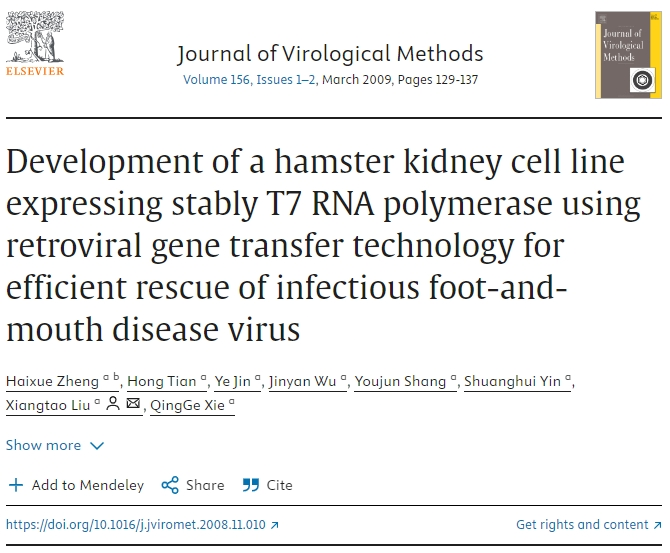 ELSEVIER
Journal of Virological Methods
Volume 156, Issues 1–2, March 2009, Pages 129-137
Journal of
Virological
Methods
Development of a hamster kidney cell line
expressing stably T7 RNA polymerase using
retroviral gene transfer technology for
efficient rescue of infectious foot-and-
mouth disease virus
Haixue Zheng a b, Hong Tian a, Ye Jin a, Jinyan Wu a, Youjun Shang a, Shuanghui Yin a,
Xiangtao Liu a, QingGe Xie a
Show more
Add to Mendeley Share Cite
https://doi.org/10.1016/j.jviromet.2008.11.010 Get rights and content